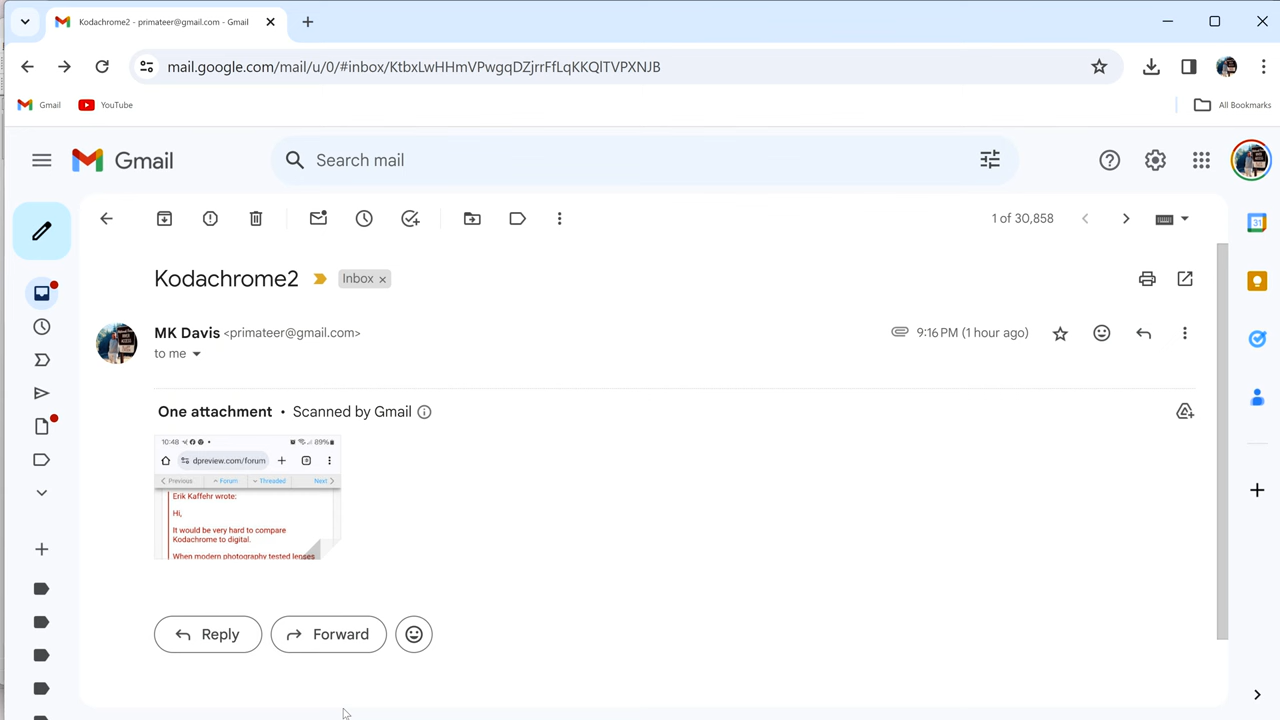 Kodachrome2 - primateer@gmail.com - Gmail
mail.google.com/mail/u/0/#inbox/KtbxLwHHmVPwgqDZjrrFfLqKKQlTVPXNJB
Gmail
YouTube
All Bookmarks
Gmail
Search mail
1 of 30,858
Kodachrome2
Inbox
MK Davis <primateer@gmail.com>
9:16 PM (1 hour ago)
to me
One attachment • Scanned by Gmail
10:48
89%
dpreview.com/forum
Previous
Forum
Threaded
Next
Erik Kaffehr wrote:
Hi,
It would be very hard to compare
Kodachrome to digital.
When modern photography tested lenses
Reply
Forward